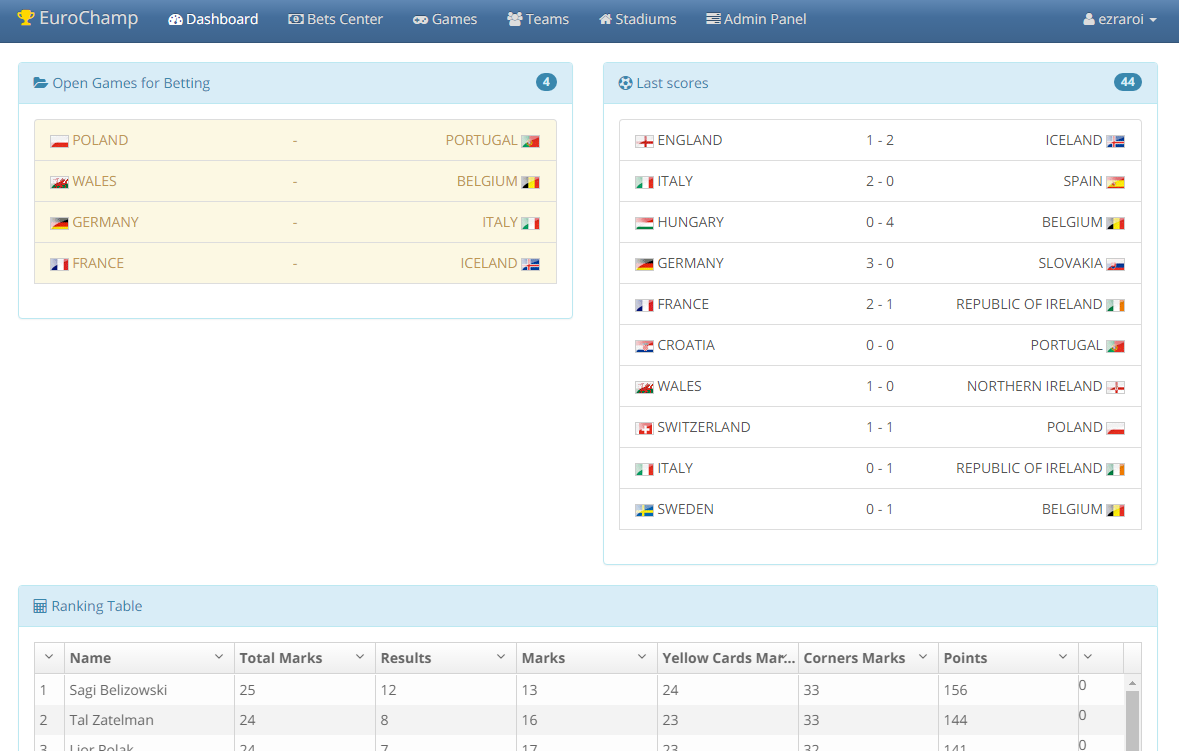 EuroChamp Dashboard Bets Center Games Teams Stadiums Admin Panel ezraroi
Open Games for Betting 4
POLAND - PORTUGAL
WALES - BELGIUM
GERMANY - ITALY
FRANCE - ICELAND
Last scores 44
ENGLAND 1 - 2 ICELAND
ITALY 2 - 0 SPAIN
HUNGARY 0 - 4 BELGIUM
GERMANY 3 - 0 SLOVAKIA
FRANCE 2 - 1 REPUBLIC OF IRELAND
CROATIA 0 - 0 PORTUGAL
WALES 1 - 0 NORTHERN IRELAND
SWITZERLAND 1 - 1 POLAND
ITALY 0 - 1 REPUBLIC OF IRELAND
SWEDEN 0 - 1 BELGIUM
Ranking Table
Name Total Marks Results Marks Yellow Cards Mar... Corners Marks Points
1 Sagi Belizowski 25 12 13 24 33 156 0
2 Tal Zatelman 24 8 16 23 33 144 0
3 Lior Polak 24 7 17 23 32 141 0